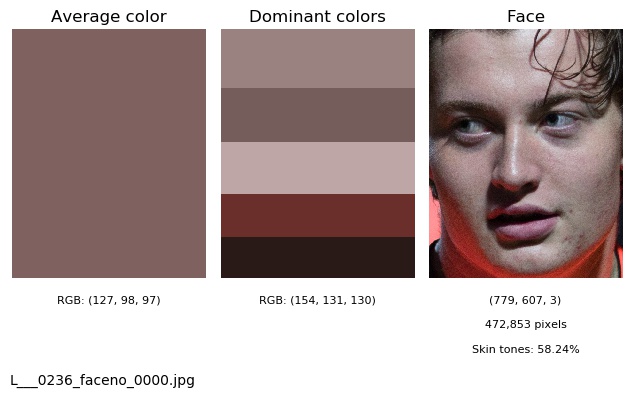 Average color
Dominant colors
Face
RGB: (127, 98, 97)
RGB: (154, 131, 130)
(779, 607, 3)
472,853 pixels
Skin tones: 58.24%
L___0236_faceno_0000.jpg